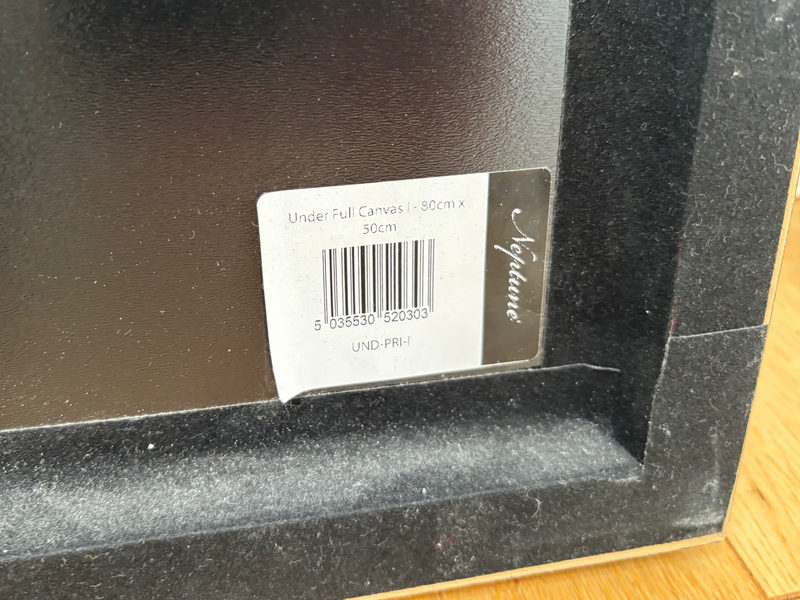 Under Full Canvas I - 80cm x
50cm
5 035530 520303
UND-PRI-I
Neptune